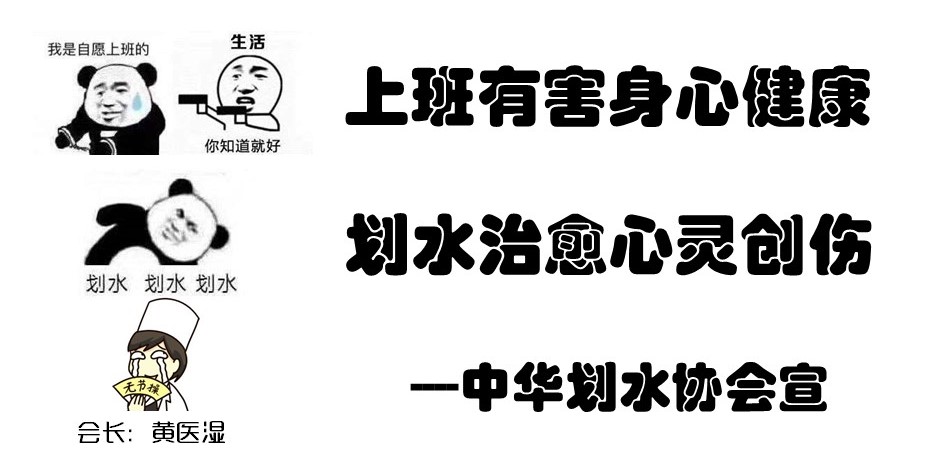 我是自愿上班的
生活
你知道就好
上班有害身心健康
划水 划水 划水
划水治愈心灵创伤
无节操
会长：黄医湿
----中华划水协会宣